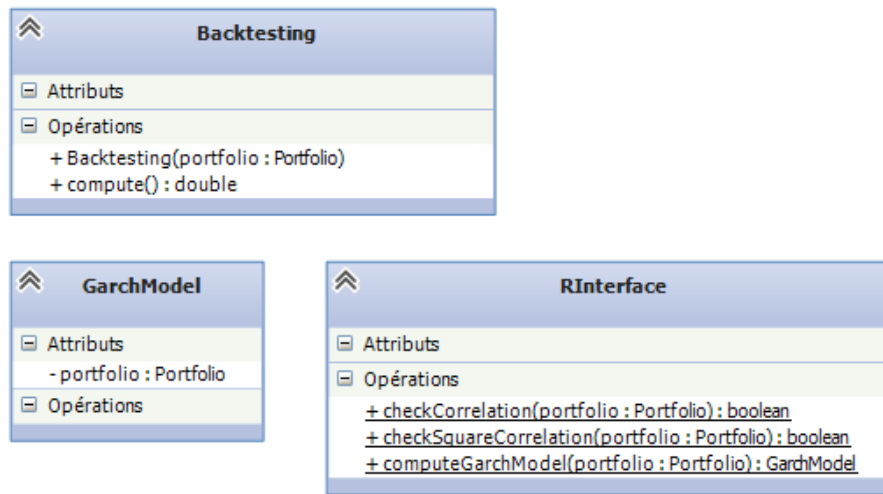 Backtesting
Attributs
Opérations
+ Backtesting(portfolio : Portfolio)
+ compute() : double
GarchModel
Attributs
- portfolio : Portfolio
Opérations
RInterface
Attributs
Opérations
+ checkCorrelation(portfolio : Portfolio) : boolean
+ checkSquareCorrelation(portfolio : Portfolio) : boolean
+ computeGarchModel(portfolio : Portfolio) : GarchModel